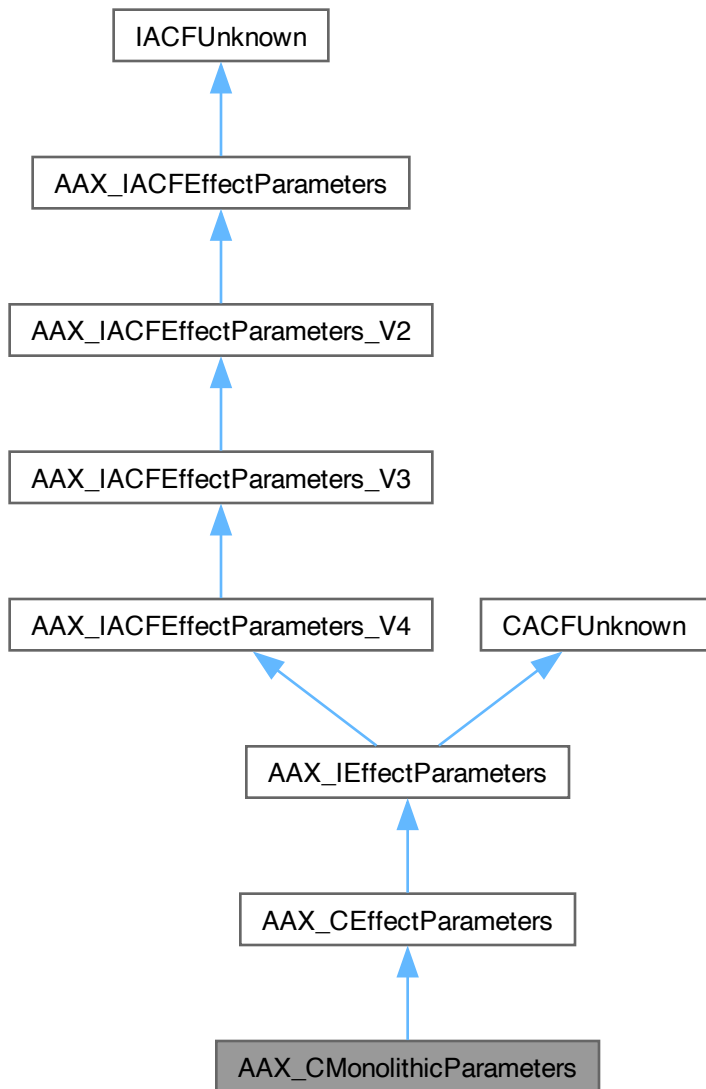 IACFUnknown
AAX_IACFEffectParameters
AAX_IACFEffectParameters_V2
AAX_IACFEffectParameters_V3
AAX_IACFEffectParameters_V4
CACFUnknown
AAX_IEffectParameters
AAX_CEffectParameters
AAX_CMonolithicParameters